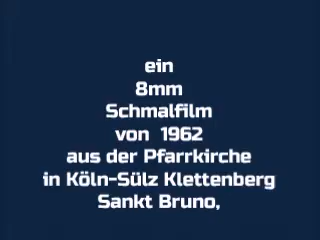 ein
8mm
Schmalfilm
von 1962
aus der Pfarrkirche
in Köln-Sülz Klettenberg
Sankt Bruno,